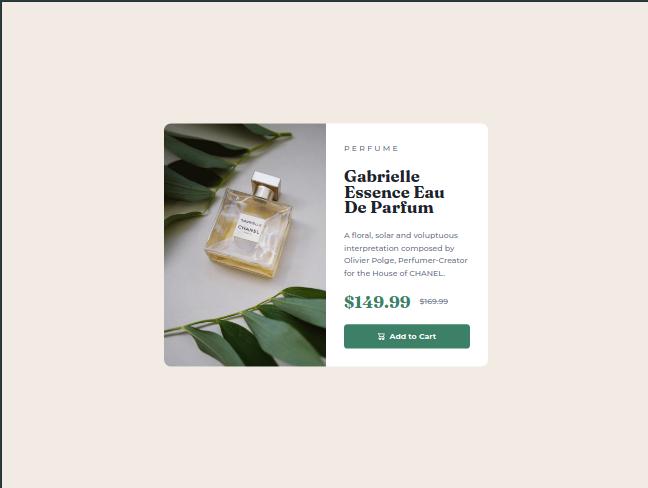 PERFUME
Gabrielle
Essence Eau
De Parfum
A floral, solar and voluptuous
interpretation composed by
Olivier Polge, Perfumer-Creator
for the House of CHANEL.
$149.99 $169.99
Add to Cart
GABRIELLE
CHANEL